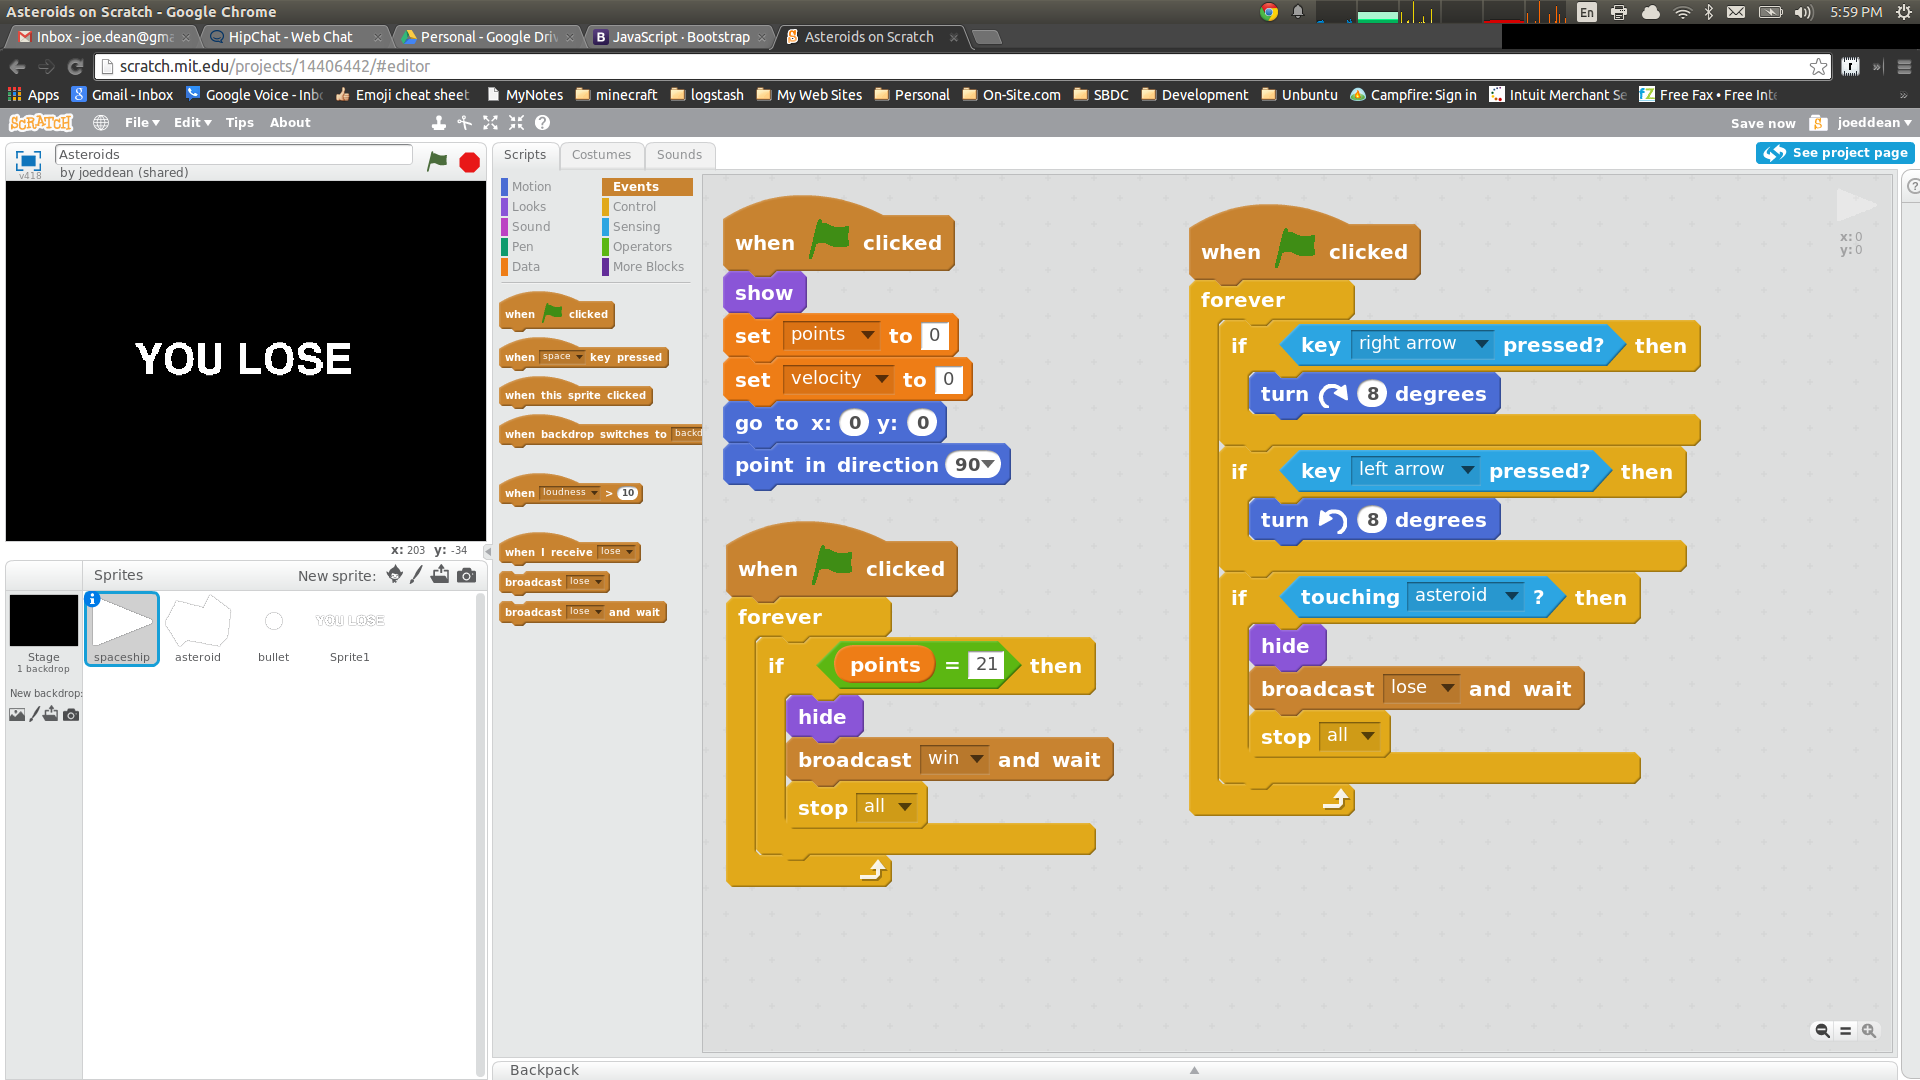 Asteroids on Scratch - Google Chrome
En
5:59 PM
Inbox - joe.dean@gma
HipChat - Web Chat
Personal - Google Driv
JavaScript · Bootstrap
Asteroids on Scratch
scratch.mit.edu/projects/14406442/#editor
Apps
Gmail - Inbox
Google Voice - Inbo
Emoji cheat sheet
MyNotes
minecraft
logstash
My Web Sites
Personal
On-Site.com
SBDC
Development
Unbuntu
Campfire: Sign in
Intuit Merchant Se
Free Fax • Free Inte
SCRATCH
File
Edit
Tips
About
Save now
joeddean
Asteroids
by joeddean (shared)
v418
Scripts
Costumes
Sounds
See project page
YOU LOSE
x: 203 y: -34
Sprites
New sprite:
Stage
1 backdrop
New backdrop:
spaceship
asteroid
bullet
YOU LOSE
Sprite1
Motion
Events
Looks
Control
Sound
Sensing
Pen
Operators
Data
More Blocks
when clicked
when space key pressed
when this sprite clicked
when backdrop switches to backd
when loudness > 10
when I receive lose
broadcast lose
broadcast lose and wait
when clicked
show
set points to 0
set velocity to 0
go to x: 0 y: 0
point in direction 90
when clicked
forever
if points = 21 then
hide
broadcast win and wait
stop all
when clicked
forever
if key right arrow pressed? then
turn 8 degrees
if key left arrow pressed? then
turn 8 degrees
if touching asteroid ? then
hide
broadcast lose and wait
stop all
x: 0
y: 0
Backpack